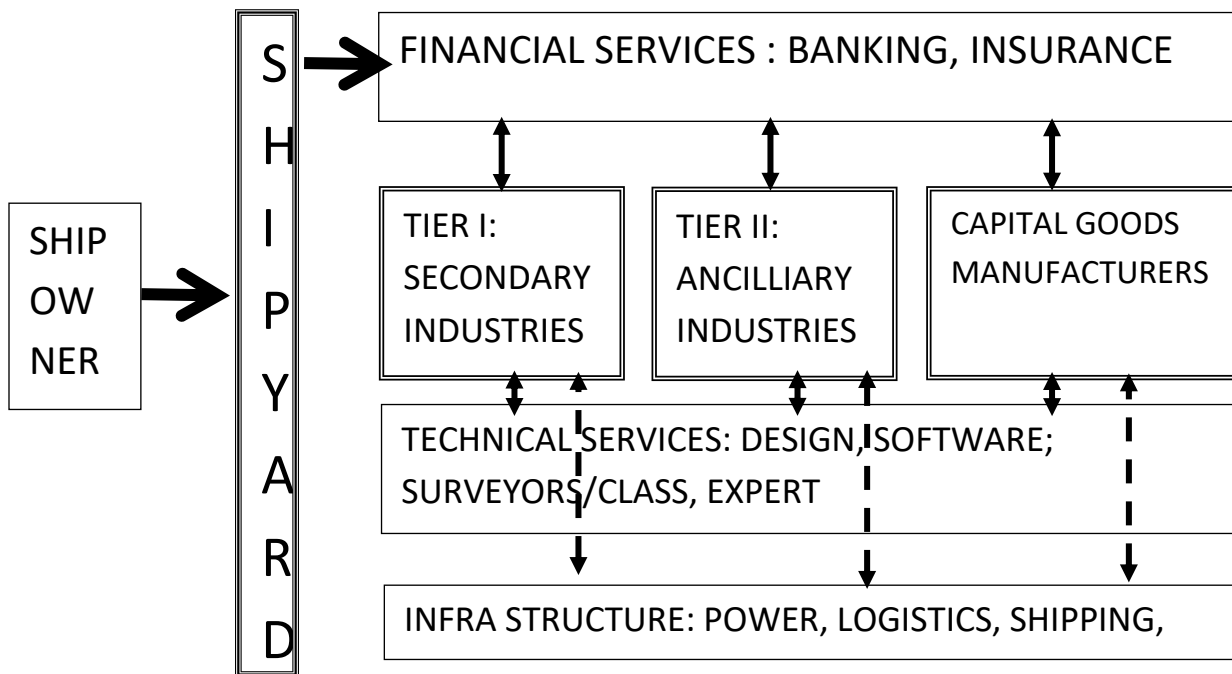 SHIP
OW
NER
S
H
I
P
Y
A
R
D
FINANCIAL SERVICES : BANKING, INSURANCE
TIER I:
SECONDARY
INDUSTRIES
TIER II:
ANCILLIARY
INDUSTRIES
CAPITAL GOODS
MANUFACTURERS
TECHNICAL SERVICES: DESIGN, SOFTWARE;
SURVEYORS/CLASS, EXPERT
INFRA STRUCTURE: POWER, LOGISTICS, SHIPPING,